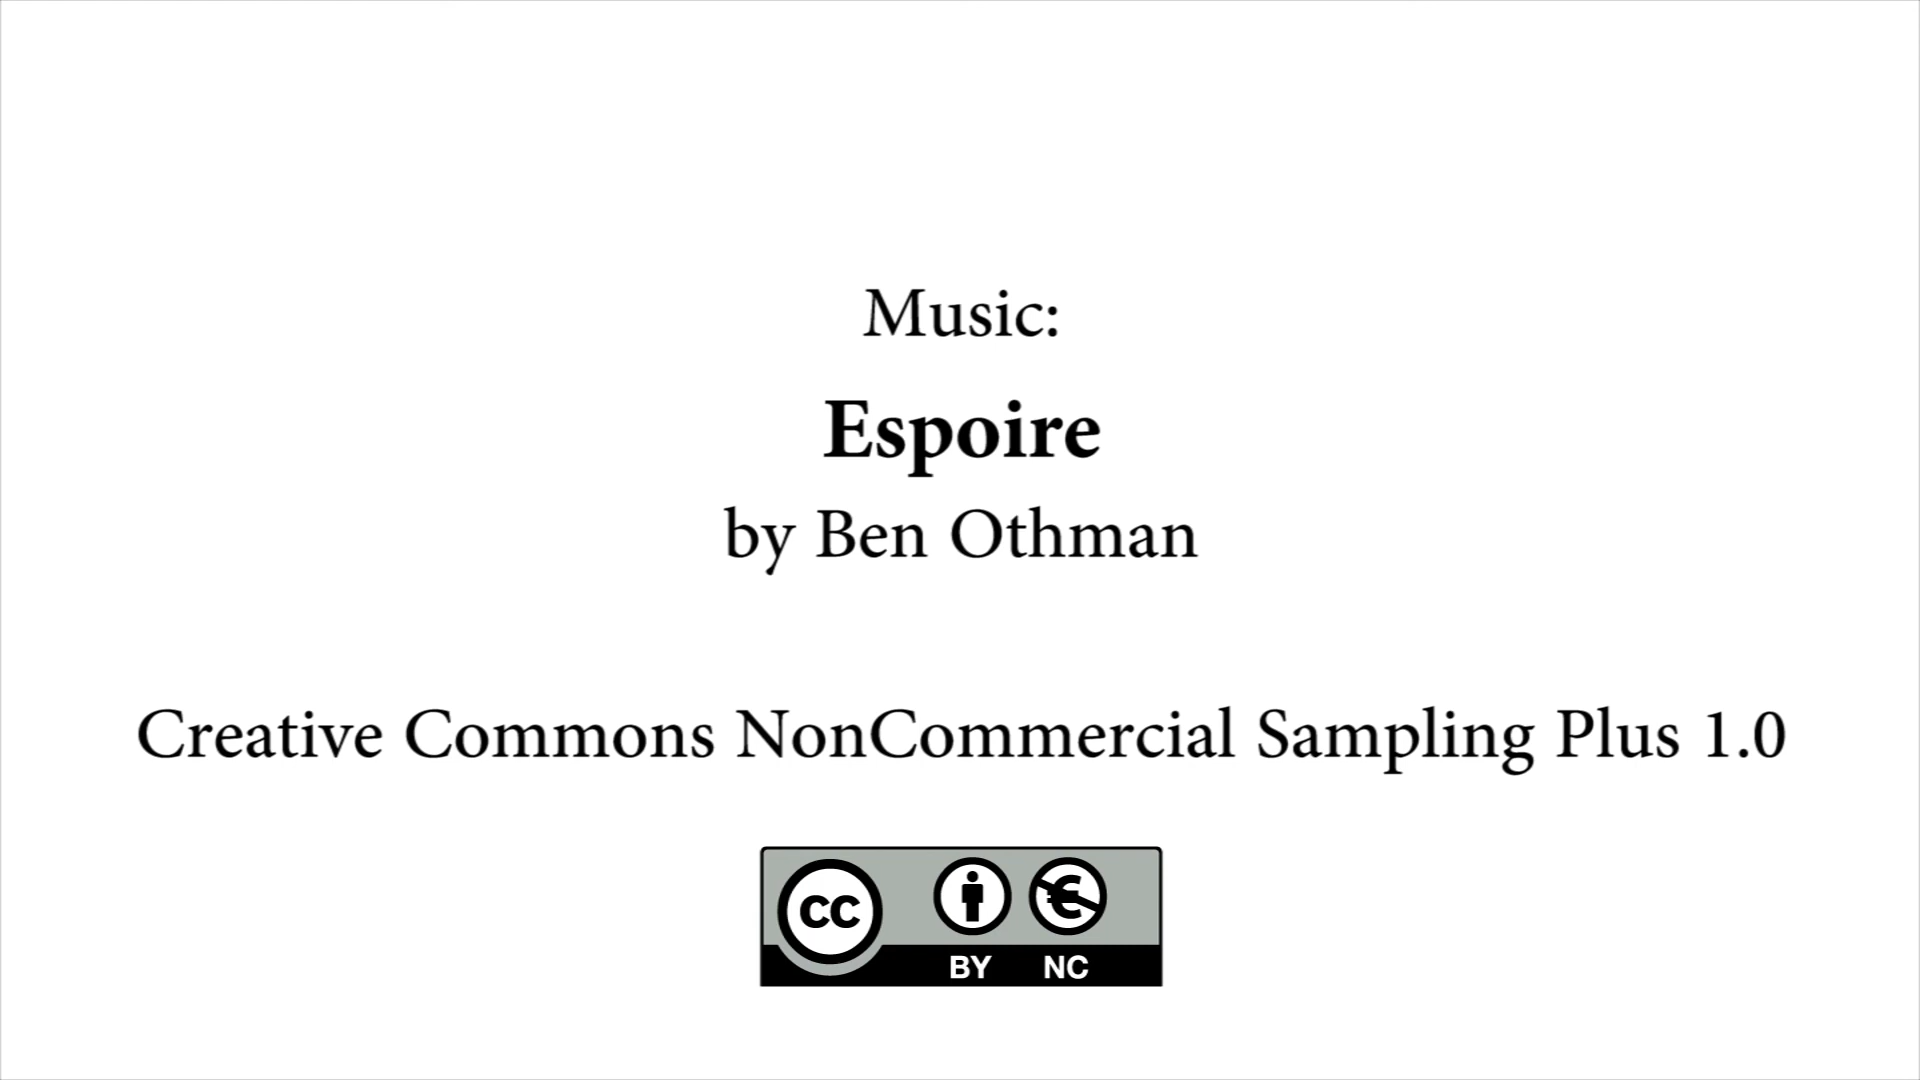 Music:
Espoire
by Ben Othman
Creative Commons NonCommercial Sampling Plus 1.0
cc
BY NC